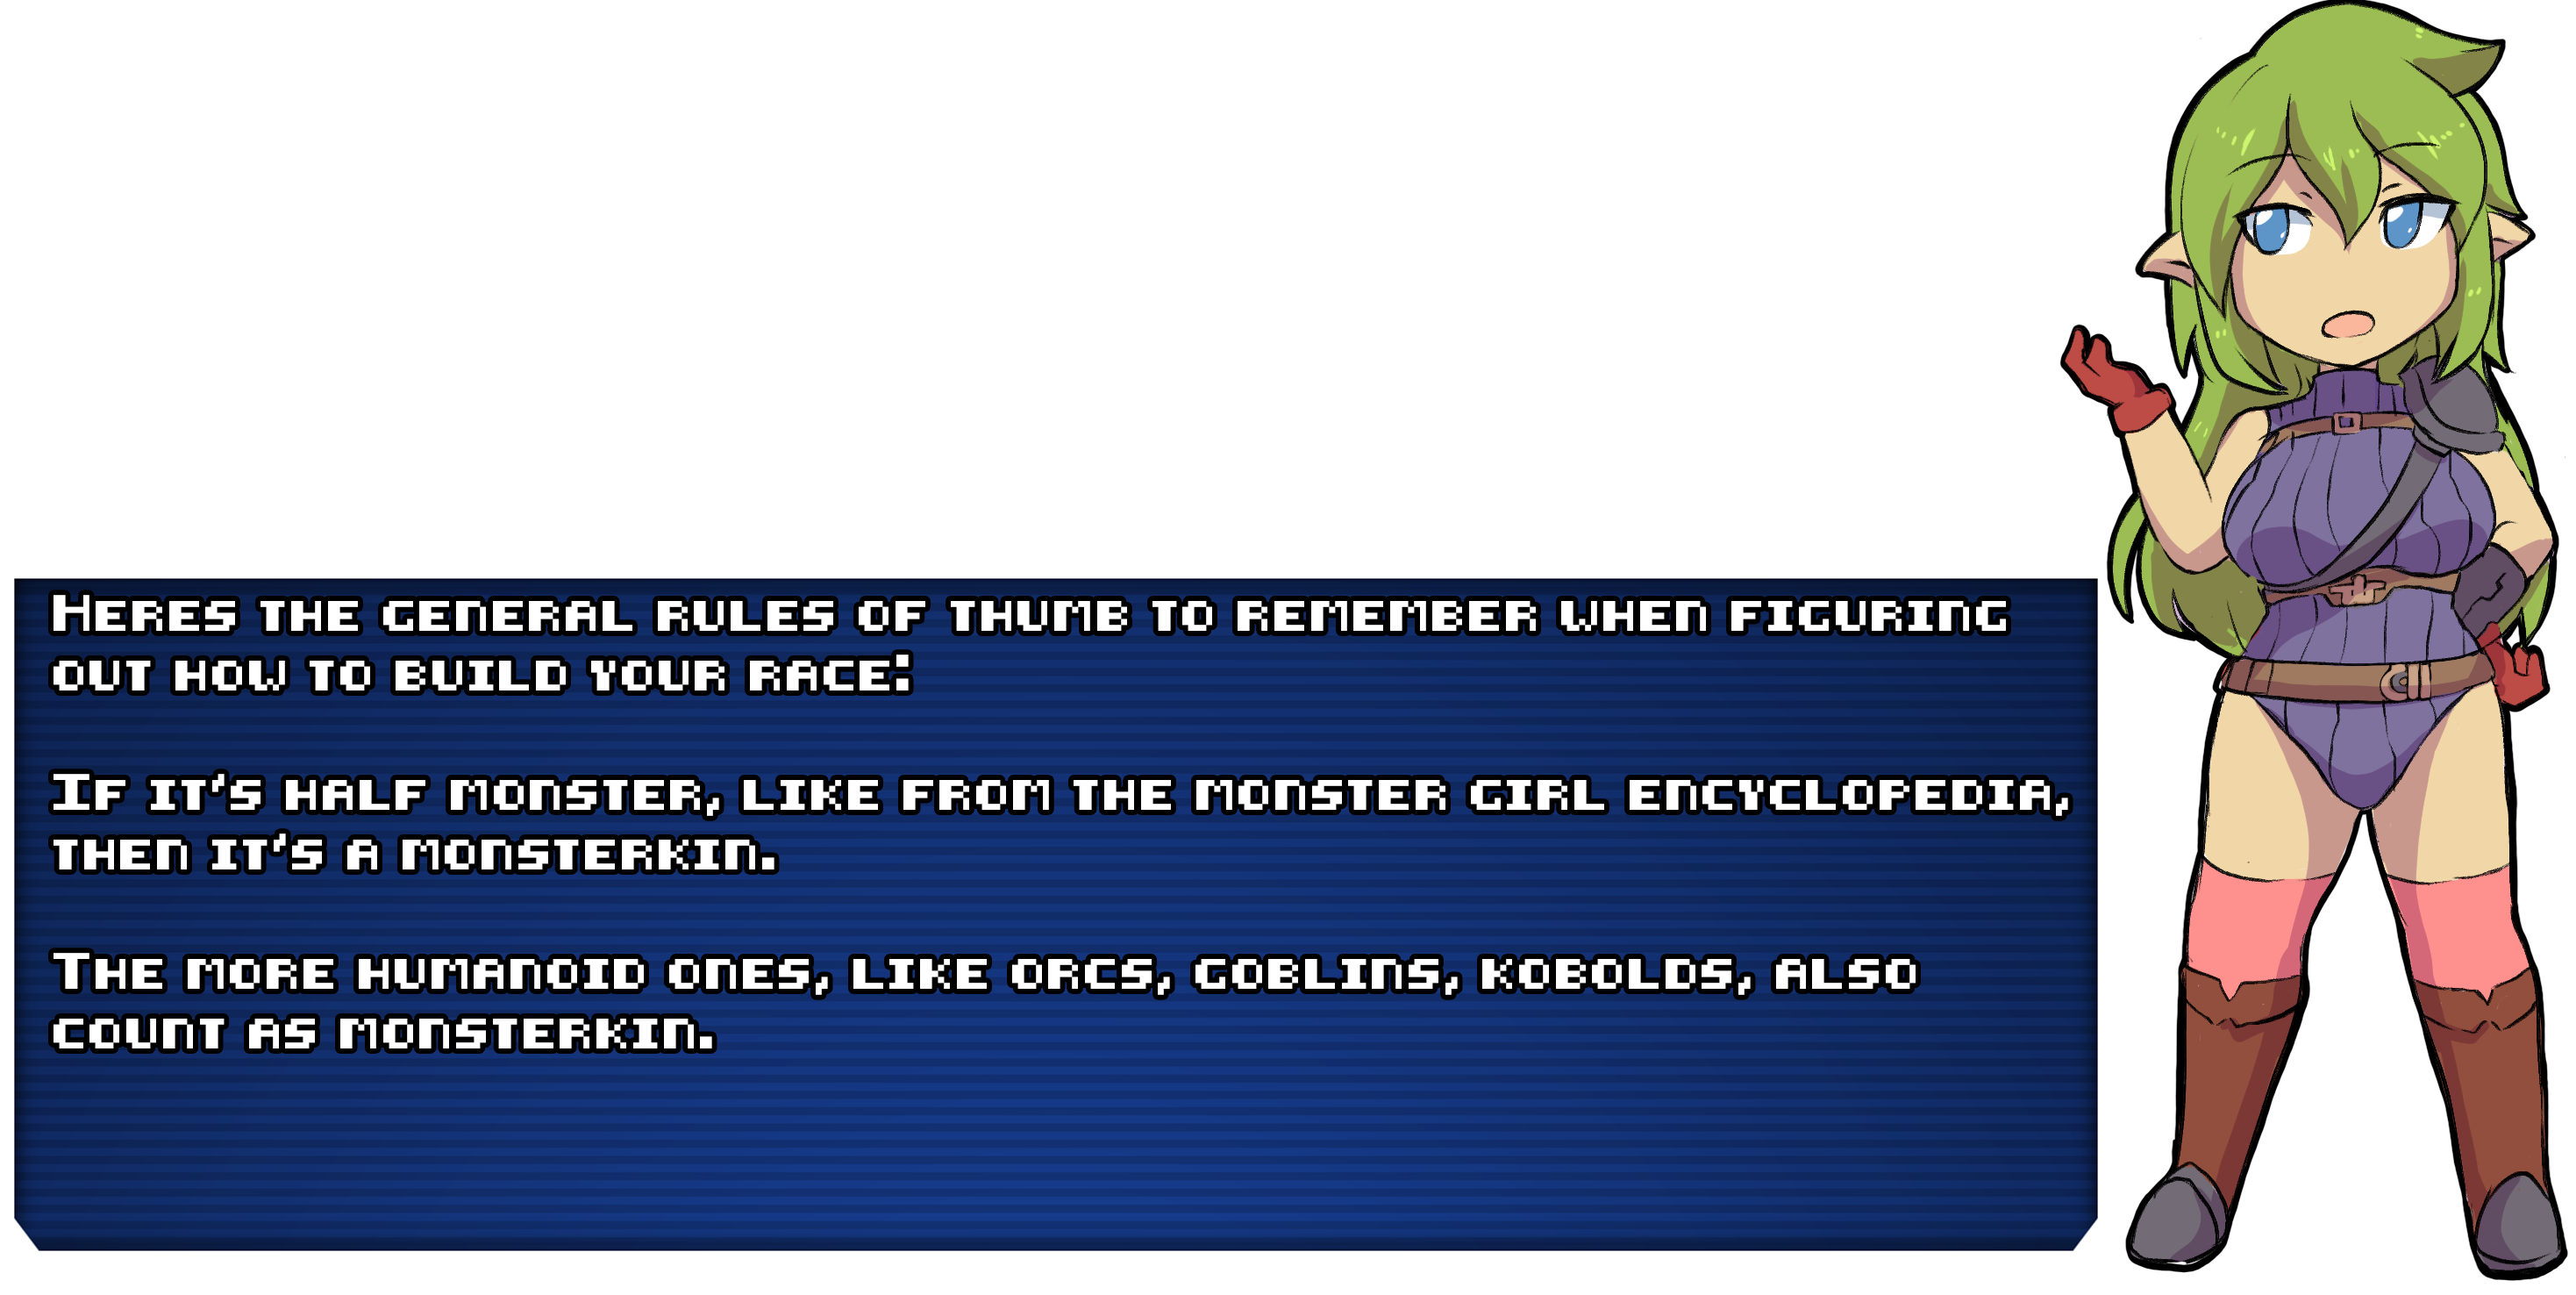 Heres the general rules of thumb to remember when figuring
out how to build your race:
If it's half monster, like from the monster girl encyclopedia,
then it's a monsterkin.
The more humanoid ones, like orcs, goblins, kobolds, also
count as monsterkin.